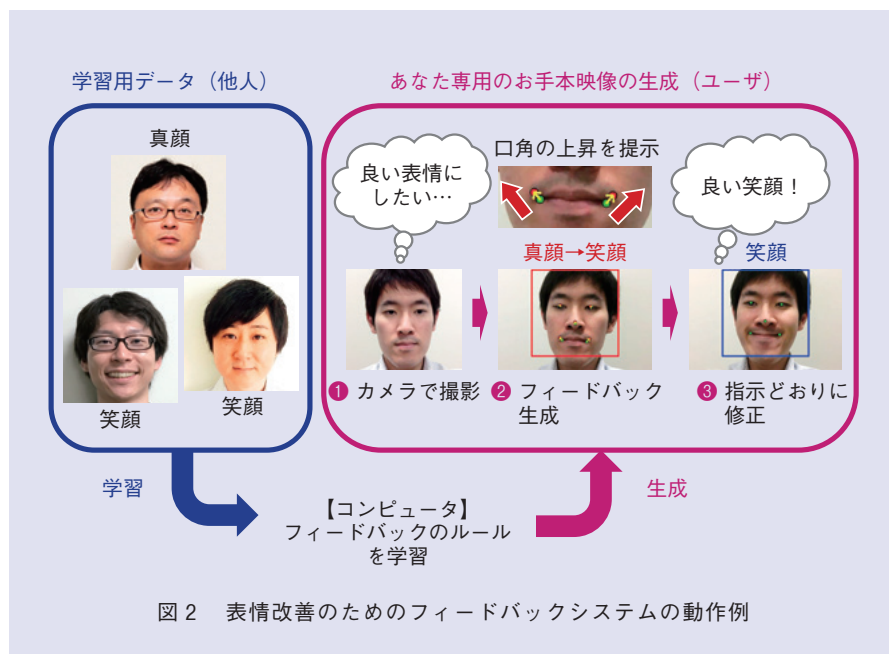 学習用データ（他人）
真顔
笑顔
笑顔
学習
【コンピュータ】
フィードバックのルール
を学習
あなた専用のお手本映像の生成（ユーザ）
良い表情に
したい…
口角の上昇を提示
良い笑顔！
真顔→笑顔
笑顔
❶ カメラで撮影
❷ フィードバック
生成
❸ 指示どおりに
修正
生成
図 2　表情改善のためのフィードバックシステムの動作例